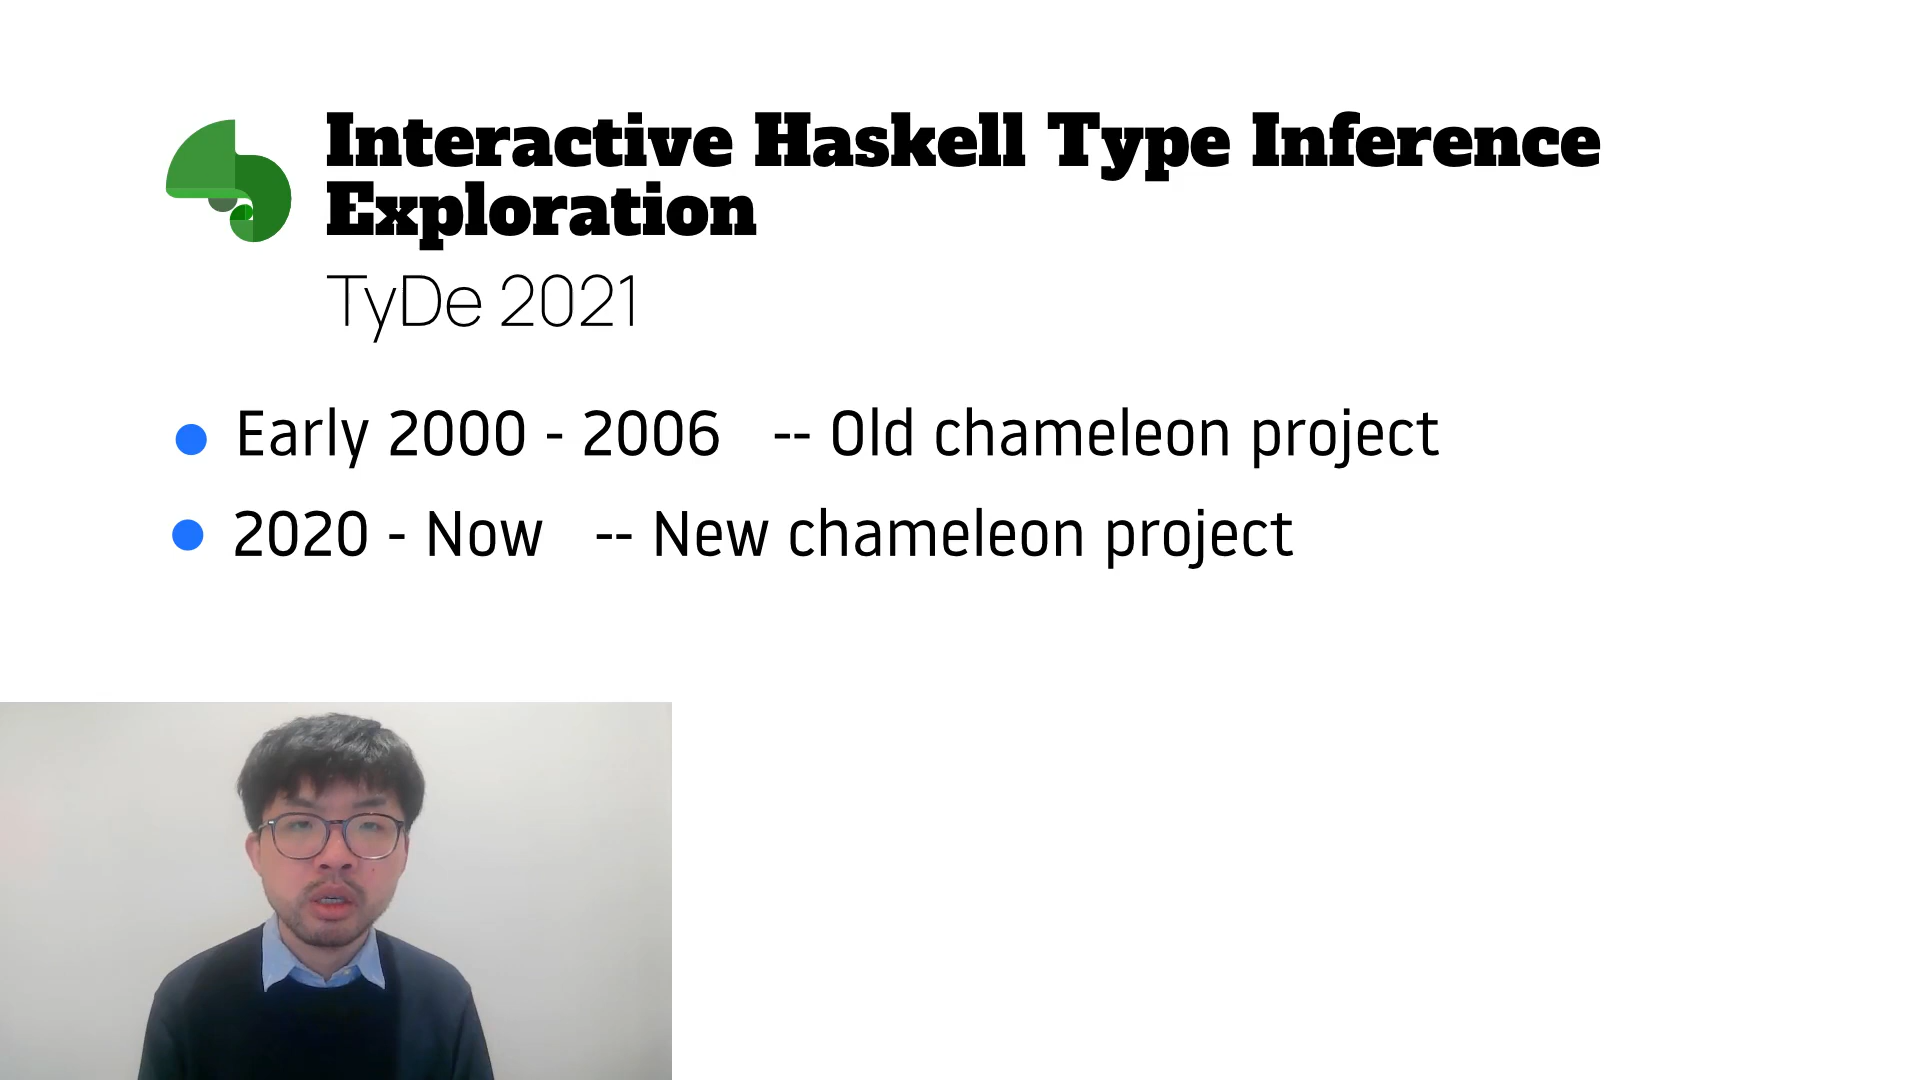 Interactive Haskell Type Inference
Exploration
TyDe 2021
Early 2000 - 2006 -- Old chameleon project
2020 - Now -- New chameleon project